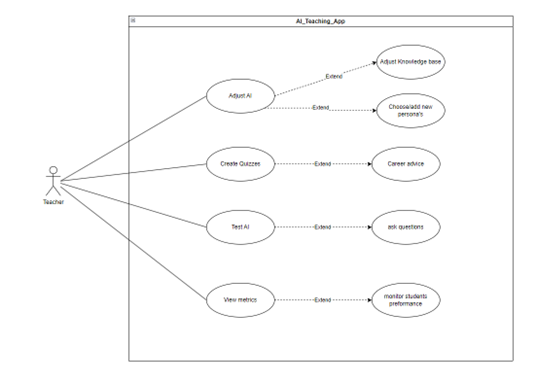 AI_Teaching_App
Adjust Knowledge base
Extend
Adjust AI
Extend
Choose/add new
persona's
Create Quizzes
Extend
Career advice
Teacher
Test AI
Extend
ask questions
View metrics
Extend
monitor students
preformance